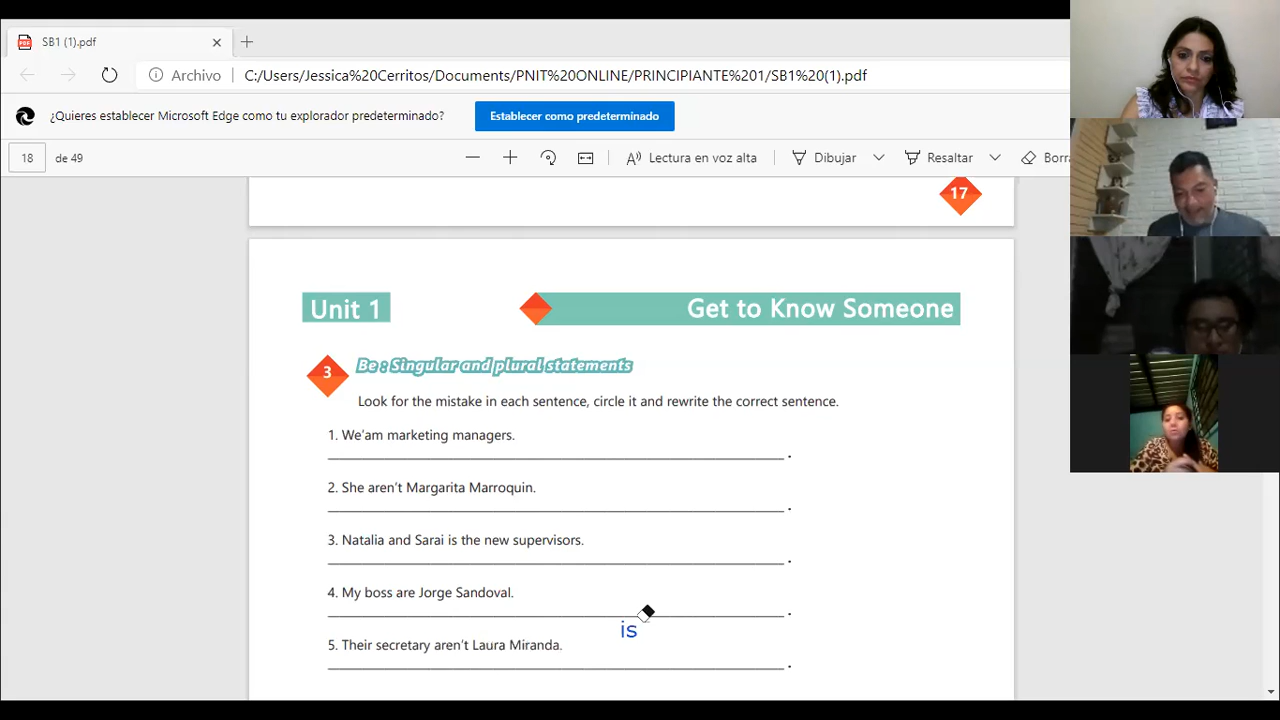 SB1 (1).pdf
Archivo
C:/Users/Jessica%20Cerritos/Documents/PNIT%20ONLINE/PRINCIPIANTE%201/SB1%20(1).pdf
¿Quieres establecer Microsoft Edge como tu explorador predeterminado?
Establecer como predeterminado
18 de 49
Lectura en voz alta
Dibujar
Resaltar
17
Unit 1
Get to Know Someone
3 Be : Singular and plural statements
Look for the mistake in each sentence, circle it and rewrite the correct sentence.
1. We'am marketing managers.
2. She aren't Margarita Marroquin.
3. Natalia and Sarai is the new supervisors.
4. My boss are Jorge Sandoval.
is
5. Their secretary aren't Laura Miranda.